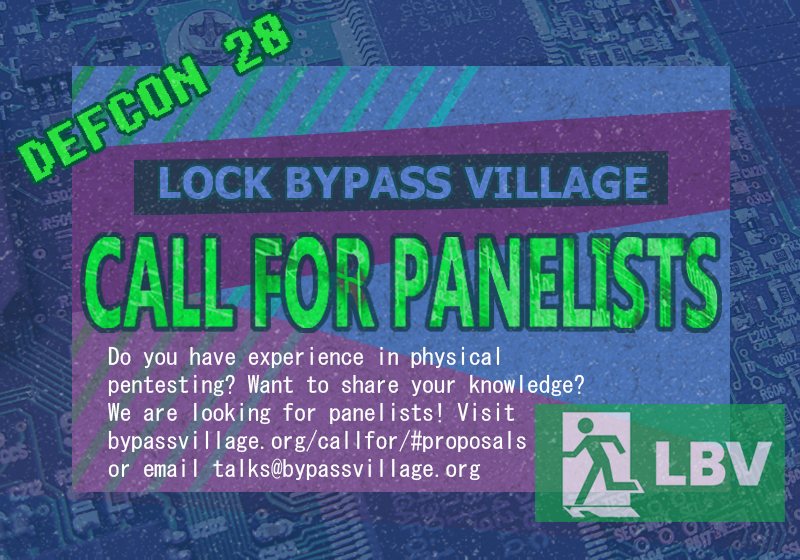 DEFCON 28
LOCK BYPASS VILLAGE
CALL FOR PANELISTS
Do you have experience in physical
pentesting? Want to share your knowledge?
We are looking for panelists! Visit
bypassvillage.org/callfor/#proposals
or email talks@bypassvillage.org
LBV